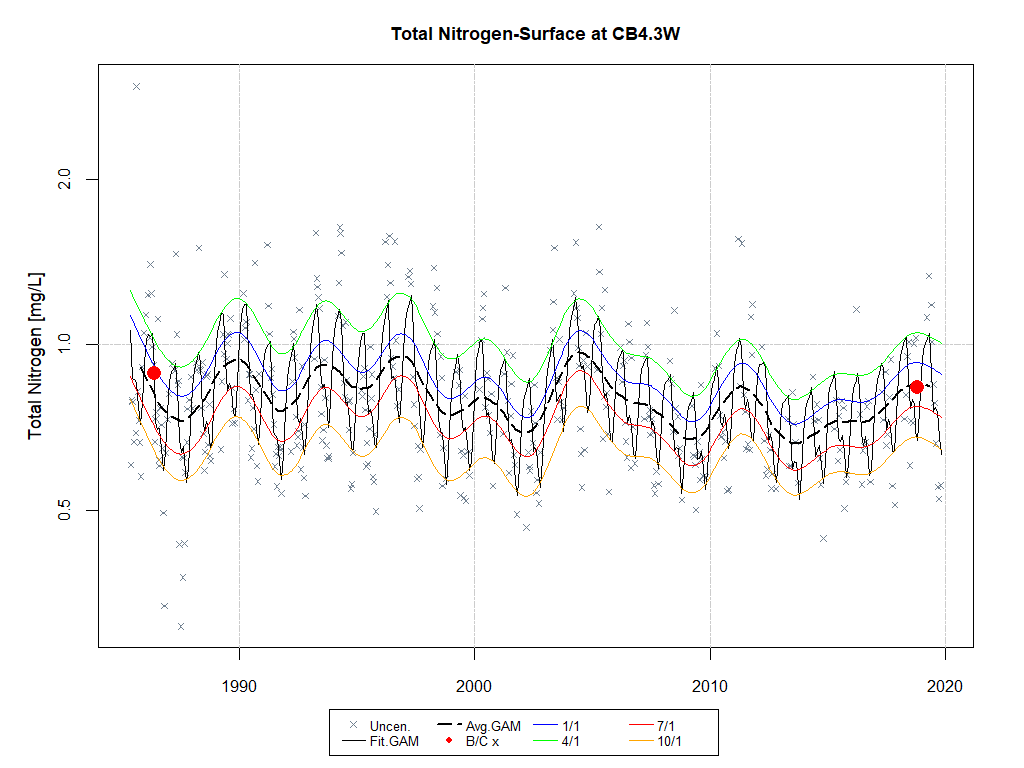 Total Nitrogen-Surface at CB4.3W
Total Nitrogen [mg/L]
2.0
1.0
0.5
1990 2000 2010 2020
Uncen. Avg.GAM 1/1 7/1
Fit.GAM B/C x 4/1 10/1